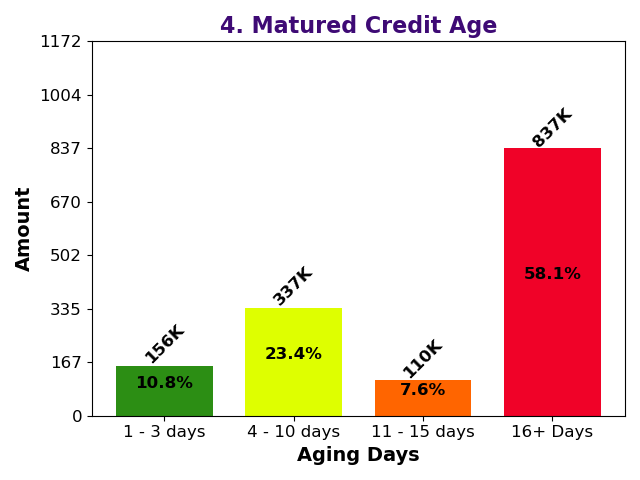 4. Matured Credit Age
1172
1004
837
670
502
335
167
0
Amount
156K
10.8%
337K
23.4%
110K
7.6%
837K
58.1%
1 - 3 days
4 - 10 days
11 - 15 days
16+ Days
Aging Days